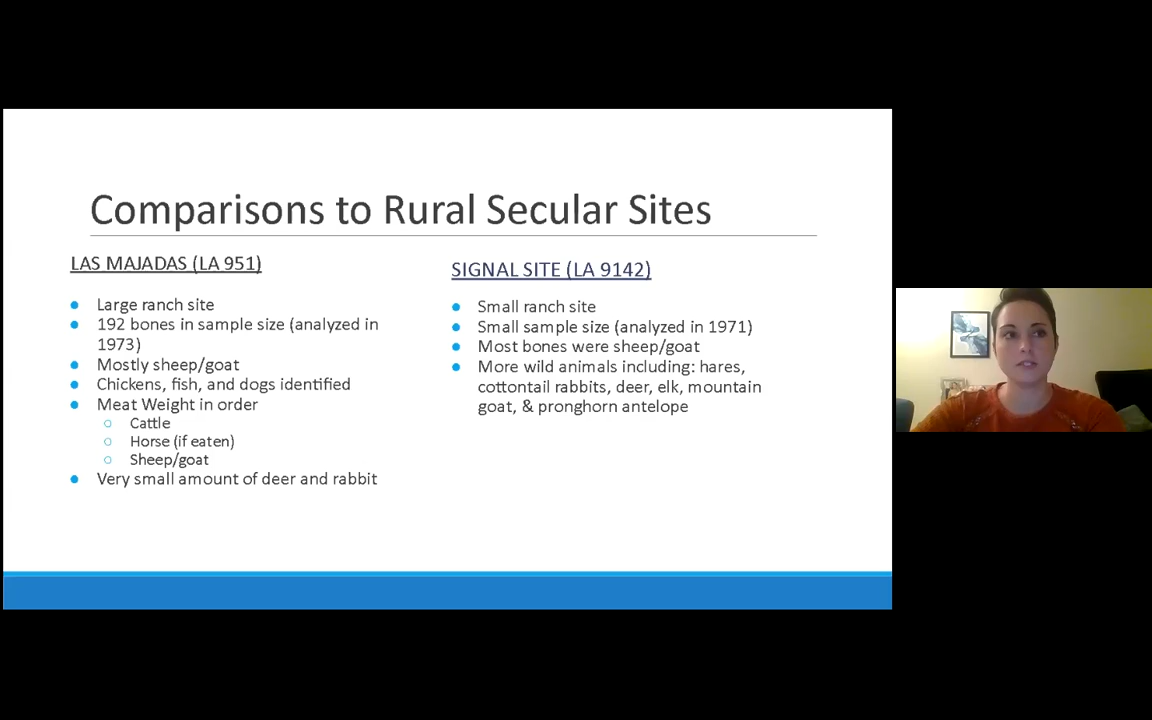 Comparisons to Rural Secular Sites
LAS MAJADAS (LA 951)
Large ranch site
192 bones in sample size (analyzed in
1973)
Mostly sheep/goat
Chickens, fish, and dogs identified
Meat Weight in order
Cattle
Horse (if eaten)
Sheep/goat
Very small amount of deer and rabbit
SIGNAL SITE (LA 9142)
Small ranch site
Small sample size (analyzed in 1971)
Most bones were sheep/goat
More wild animals including: hares,
cottontail rabbits, deer, elk, mountain
goat, & pronghorn antelope